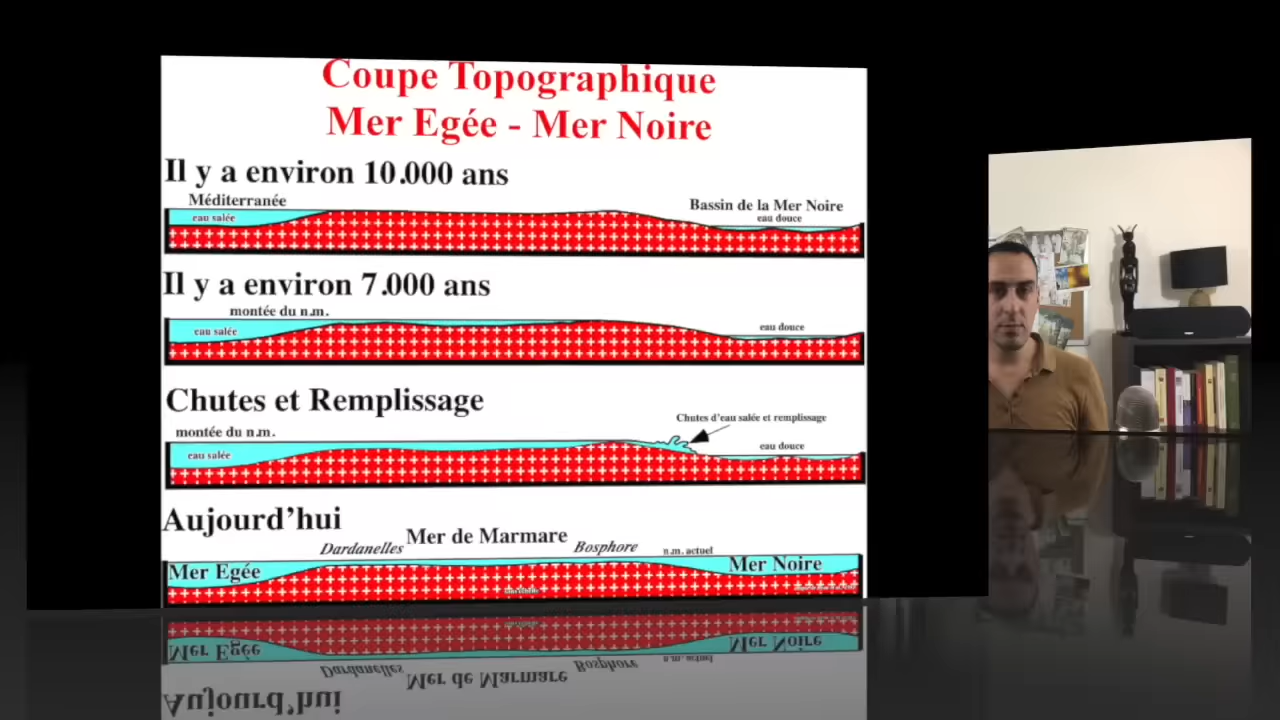 Coupe Topographique
Mer Egée - Mer Noire
Il y a environ 10.000 ans
Méditerranée
Bassin de la Mer Noire
eau salée
eau douce
Il y a environ 7.000 ans
montée du n.m.
eau salée
eau douce
Chutes et Remplissage
Chutes d'eau salée et remplissage
montée du n.m.
eau salée
eau douce
Aujourd'hui
Mer de Marmare
Dardanelles
Bosphore
n.m. actuel
Mer Egée
Mer Noire